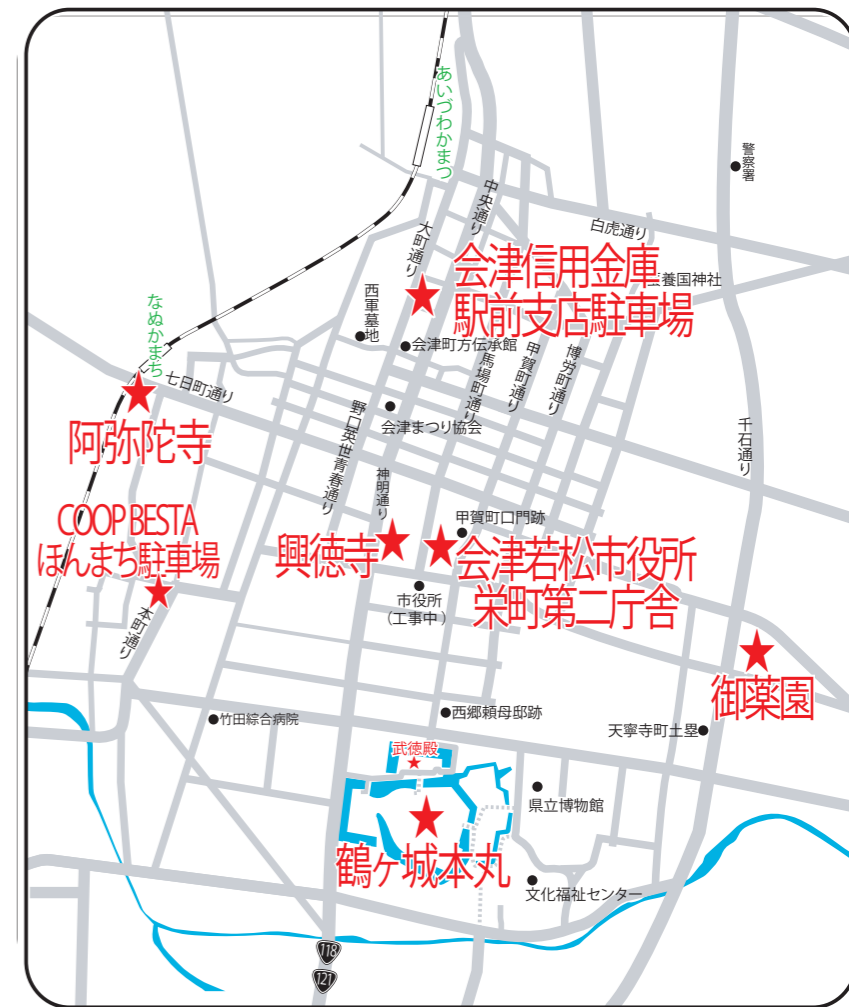 あいづわかまつ
警察署
中央通り
白虎通り
大町通り
会津信用金庫
駅前支店駐車場
養国神社
西軍墓地
なぬかまち
会津町方伝承館
馬場町通り
甲賀町通り
博労町通り
七日町通り
阿弥陀寺
会津まつり協会
野口英世青春通り
千石通り
神明通り
COOP BESTA
ほんまち駐車場
甲賀町口門跡
興徳寺
会津若松市役所
栄町第二庁舎
市役所
(工事中)
本町通り
御薬園
竹田綜合病院
西郷頼母邸跡
天寧寺町土塁
武徳殿
県立博物館
鶴ヶ城本丸
文化福祉センター
118
121